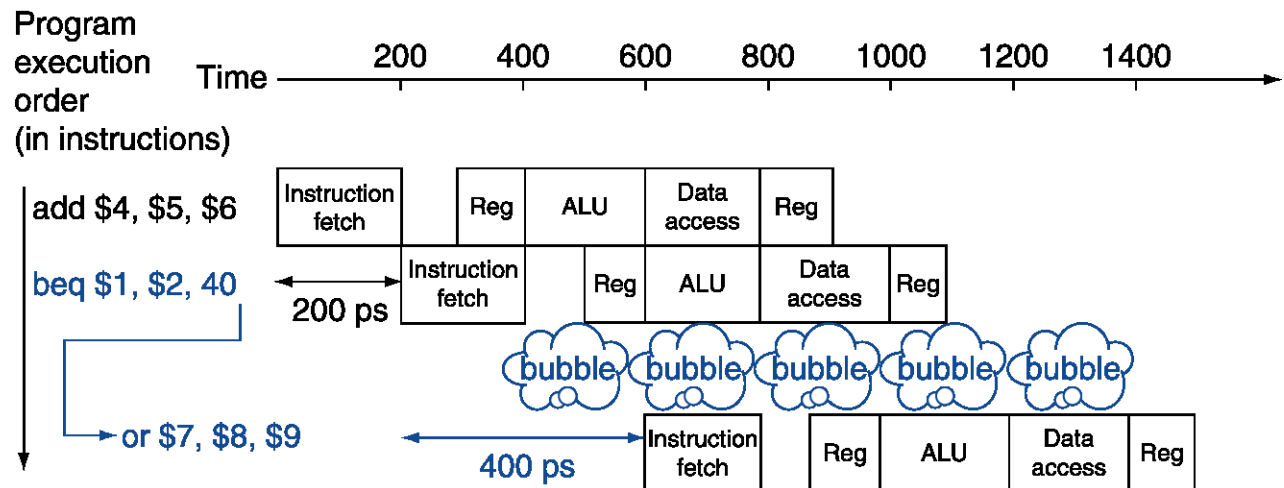 Program
execution
order
(in instructions)
Time
200 400 600 800 1000 1200 1400
add $4, $5, $6
Instruction
fetch
Reg
ALU
Data
access
Reg
beq $1, $2, 40
200 ps
Instruction
fetch
Reg
ALU
Data
access
Reg
bubble bubble bubble bubble bubble
or $7, $8, $9
400 ps
Instruction
fetch
Reg
ALU
Data
access
Reg